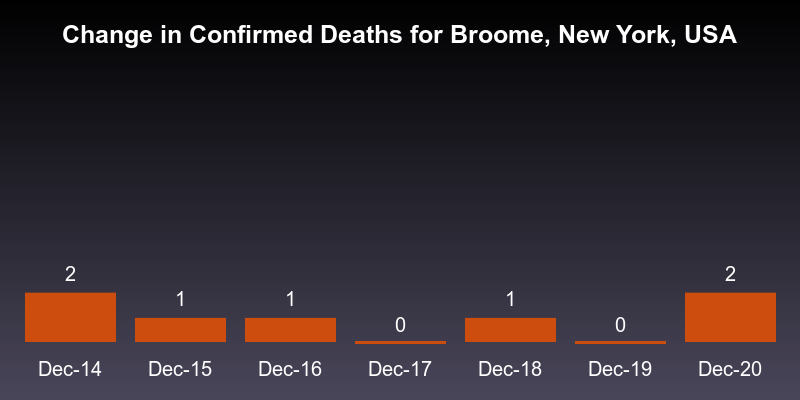 Change in Confirmed Deaths for Broome, New York, USA
2 1 1 0 1 0 2
Dec-14 Dec-15 Dec-16 Dec-17 Dec-18 Dec-19 Dec-20